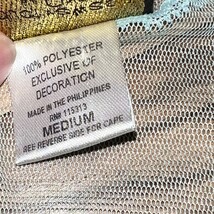 100% POLYESTER
EXCLUSIVE OF
DECORATION
MADE IN THE PHILIPPINES
RN# 115313
MEDIUM
SEE REVERSE SIDE FOR CARE